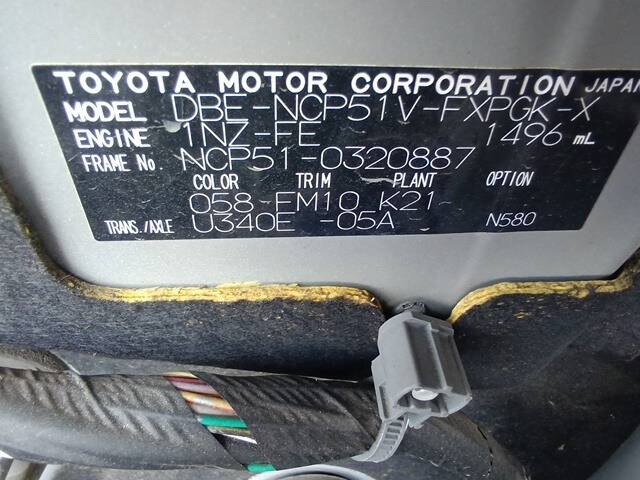 TOYOTA MOTOR CORPORATION JAPAN
MODEL DBE-NCP51V-FXPGK-X
ENGINE 1NZ-FE 1496 mL
FRAME No. NCP51-0320887
COLOR TRIM PLANT OPTION
058-FM10 K21
TRANS./AXLE U340E -05A N580